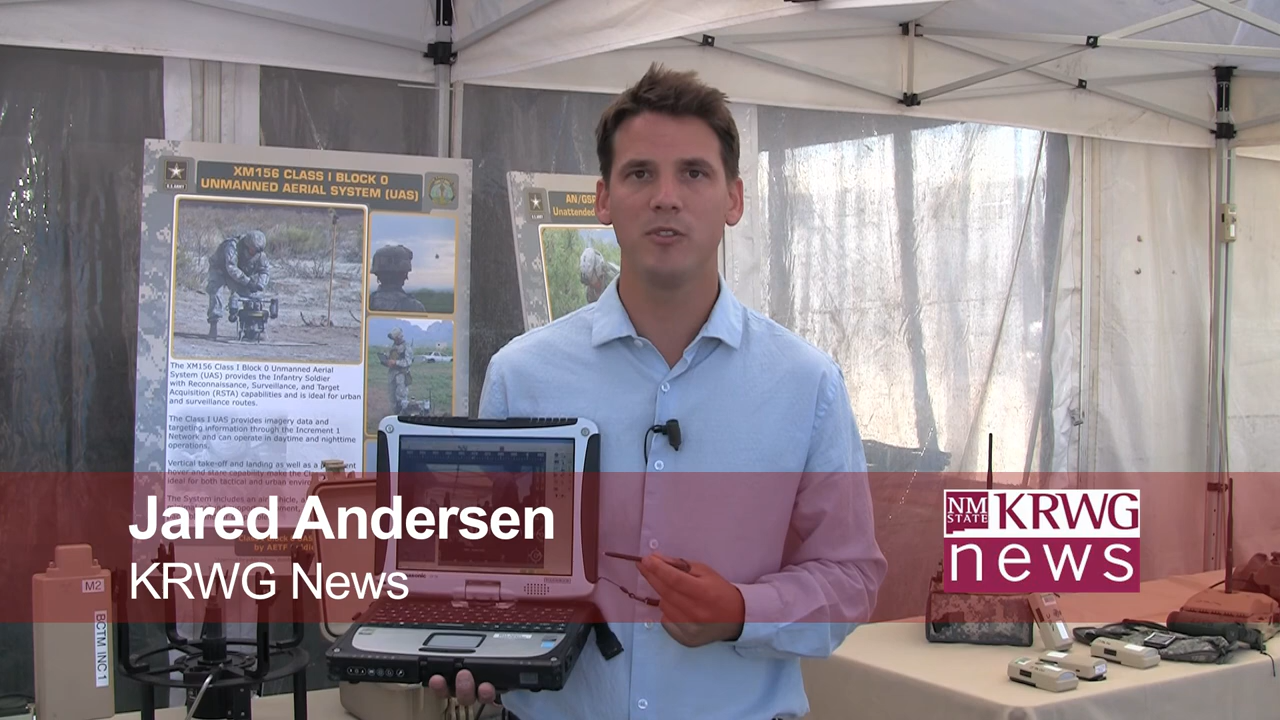 U.S. ARMY
XM156 CLASS I BLOCK 0
UNMANNED AERIAL SYSTEM (UAS)
AN/GSR
Unattended
The XM156 Class I Block 0 Unmanned Aerial
System (UAS) provides the Infantry Soldier
with Reconnaissance, Surveillance, and Target
Acquisition (RSTA) capabilities and is ideal for urban
and surveillance routes.
The Class I UAS provides imagery data and
targeting information through the Increment 1
Network and can operate in daytime and nighttime
operations.
Vertical take-off and landing as well as a
hover and stare capability make the
ideal for both tactical and urban
The System includes an air vehicle, a
by AETF
M2
BCTM INC 1
Jared Andersen
KRWG News
NM STATE KRWG
news